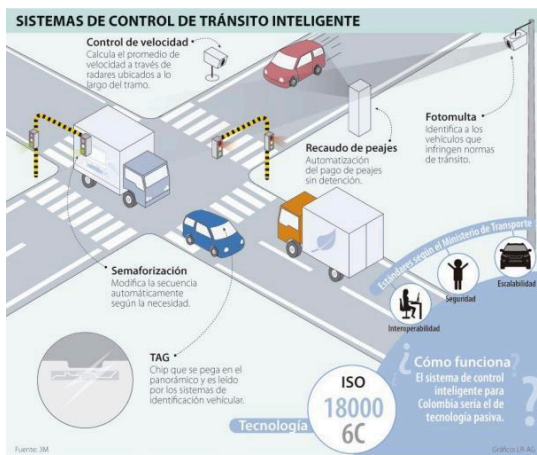 SISTEMAS DE CONTROL DE TRÁNSITO INTELIGENTE
Control de velocidad
Calcula el promedio de
velocidad a través de
radares ubicados a lo
largo del tramo.
Fotomulta
Identifica a los
vehículos que
infringen normas
de tránsito.
Recaudo de peajes
Automatización
del pago de peajes
sin detención.
Semaforización
Modifica la secuencia
automáticamente
según la necesidad.
Estándares según el Ministerio de Transporte
Interoperabilidad
Seguridad
Escalabilidad
TAG
Chip que se pega en el
panorámico y es leído
por los sistemas de
identificación vehícular.
Tecnología
ISO
18000
6C
¿Cómo funciona?
El sistema de control
inteligente para
Colombia sería el de
tecnología pasiva.
Fuente: 3M
Gráfico: LR-AG